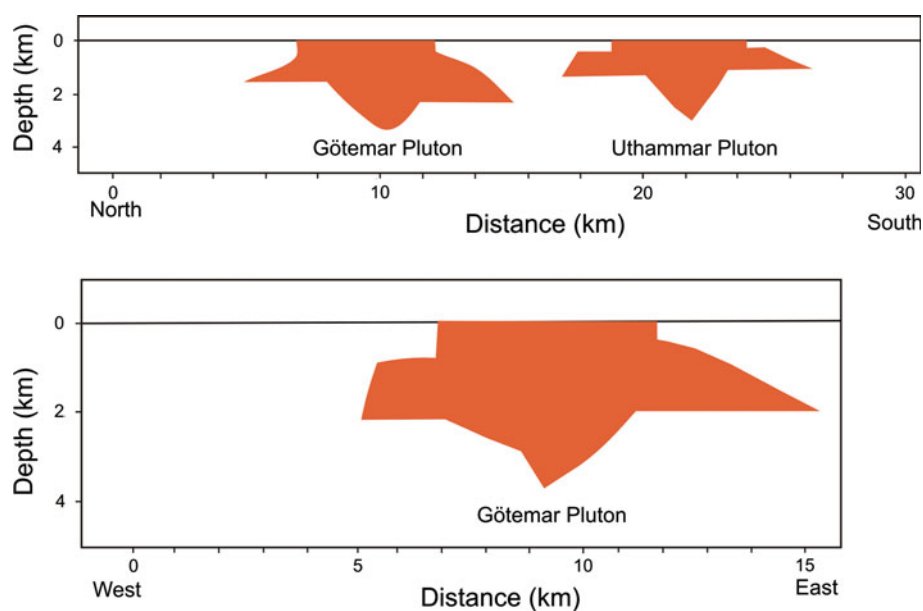 Depth (km)
0
2
4
Götemar Pluton
Uthammar Pluton
0
10
20
30
North
Distance (km)
South
Depth (km)
0
2
4
Götemar Pluton
0
5
10
15
West
Distance (km)
East